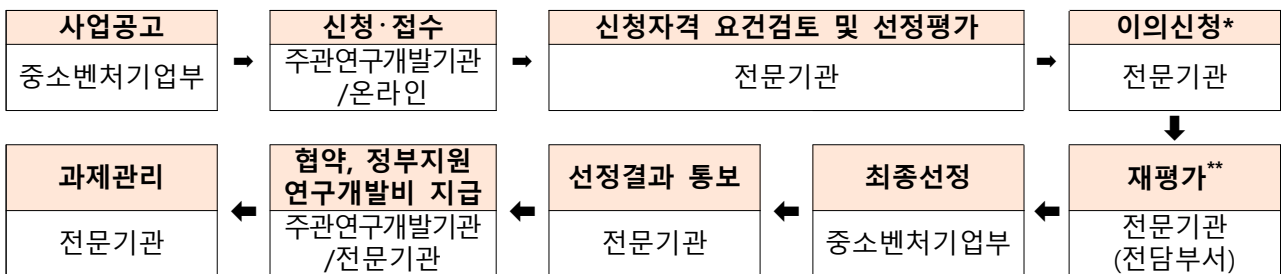 사업공고
중소벤처기업부
➡
신청·접수
주관연구개발기관
/온라인
➡
신청자격 요건검토 및 선정평가
전문기관
➡
이의신청*
전문기관
⬇
재평가**
전문기관
(전담부서)
⬅
최종선정
중소벤처기업부
⬅
선정결과 통보
전문기관
⬅
협약, 정부지원
연구개발비 지급
주관연구개발기관
/전문기관
⬅
과제관리
전문기관